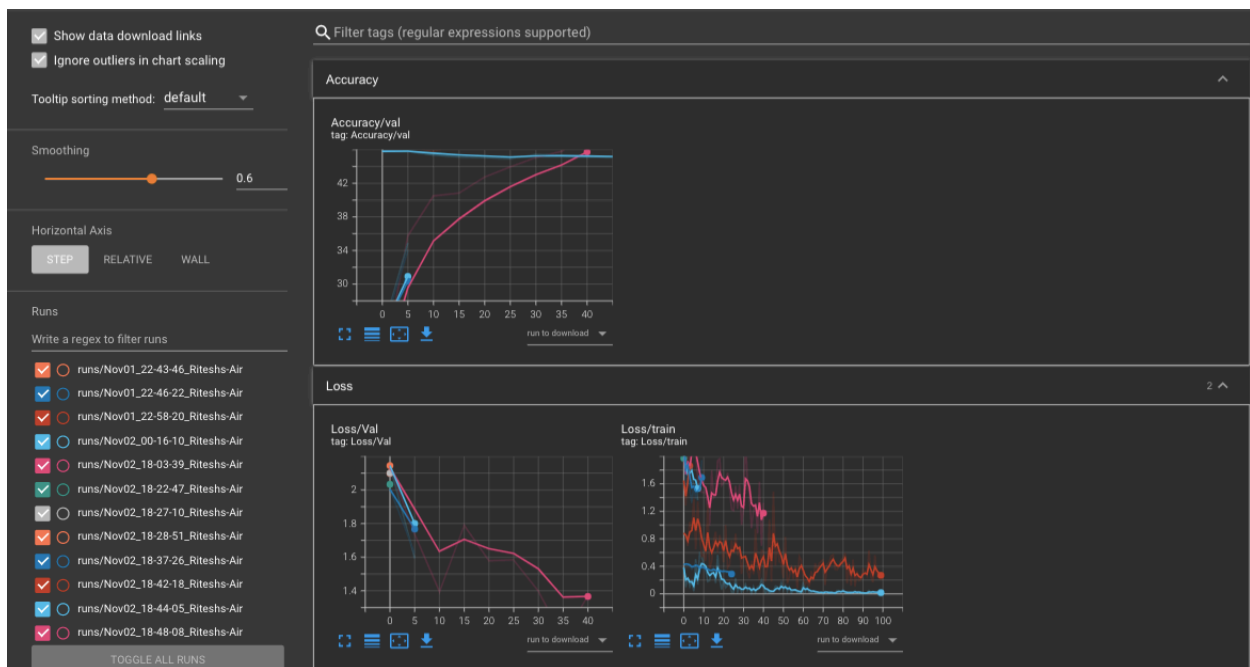 Show data download links
Ignore outliers in chart scaling
Tooltip sorting method: default
Smoothing
0.6
Horizontal Axis
STEP RELATIVE WALL
Runs
Write a regex to filter runs
runs/Nov01_22-43-46_Riteshs-Air
runs/Nov01_22-46-22_Riteshs-Air
runs/Nov01_22-58-20_Riteshs-Air
runs/Nov02_00-16-10_Riteshs-Air
runs/Nov02_18-03-39_Riteshs-Air
runs/Nov02_18-22-47_Riteshs-Air
runs/Nov02_18-27-10_Riteshs-Air
runs/Nov02_18-28-51_Riteshs-Air
runs/Nov02_18-37-26_Riteshs-Air
runs/Nov02_18-42-18_Riteshs-Air
runs/Nov02_18-44-05_Riteshs-Air
runs/Nov02_18-48-08_Riteshs-Air
TOGGLE ALL RUNS
Filter tags (regular expressions supported)
Accuracy
Accuracy/val
tag: Accuracy/val
42
38
34
30
0 5 10 15 20 25 30 35 40
run to download
Loss
2
Loss/Val
tag: Loss/Val
2
1.8
1.6
1.4
0 5 10 15 20 25 30 35 40
run to download
Loss/train
tag: Loss/train
1.6
1.2
0.8
0.4
0
0 10 20 30 40 50 60 70 80 90 100
run to download